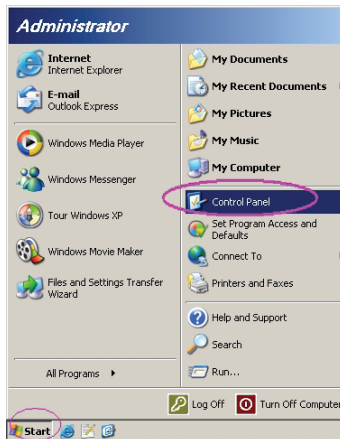 Administrator
Internet
Internet Explorer
E-mail
Outlook Express
Windows Media Player
Windows Messenger
Tour Windows XP
Windows Movie Maker
Files and Settings Transfer
Wizard
All Programs
My Documents
My Recent Documents
My Pictures
My Music
My Computer
Control Panel
Set Program Access and
Defaults
Connect To
Printers and Faxes
Help and Support
Search
Run...
Log Off
Turn Off Computer
Start